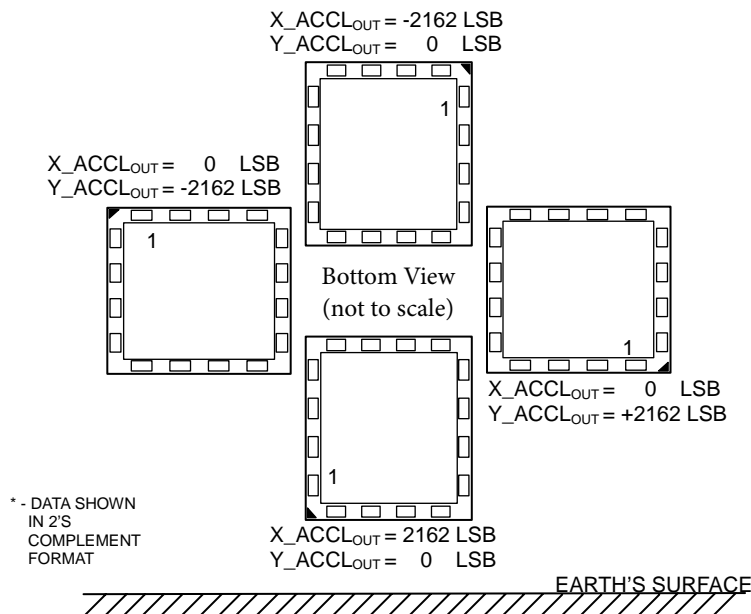 X_ACCLOUT = -2162 LSB
Y_ACCLOUT = 0 LSB
1
X_ACCLOUT = 0 LSB
Y_ACCLOUT = -2162 LSB
1
Bottom View
(not to scale)
1
X_ACCLOUT = 0 LSB
Y_ACCLOUT = +2162 LSB
1
X_ACCLOUT = 2162 LSB
Y_ACCLOUT = 0 LSB
* - DATA SHOWN
IN 2'S
COMPLEMENT
FORMAT
EARTH'S SURFACE